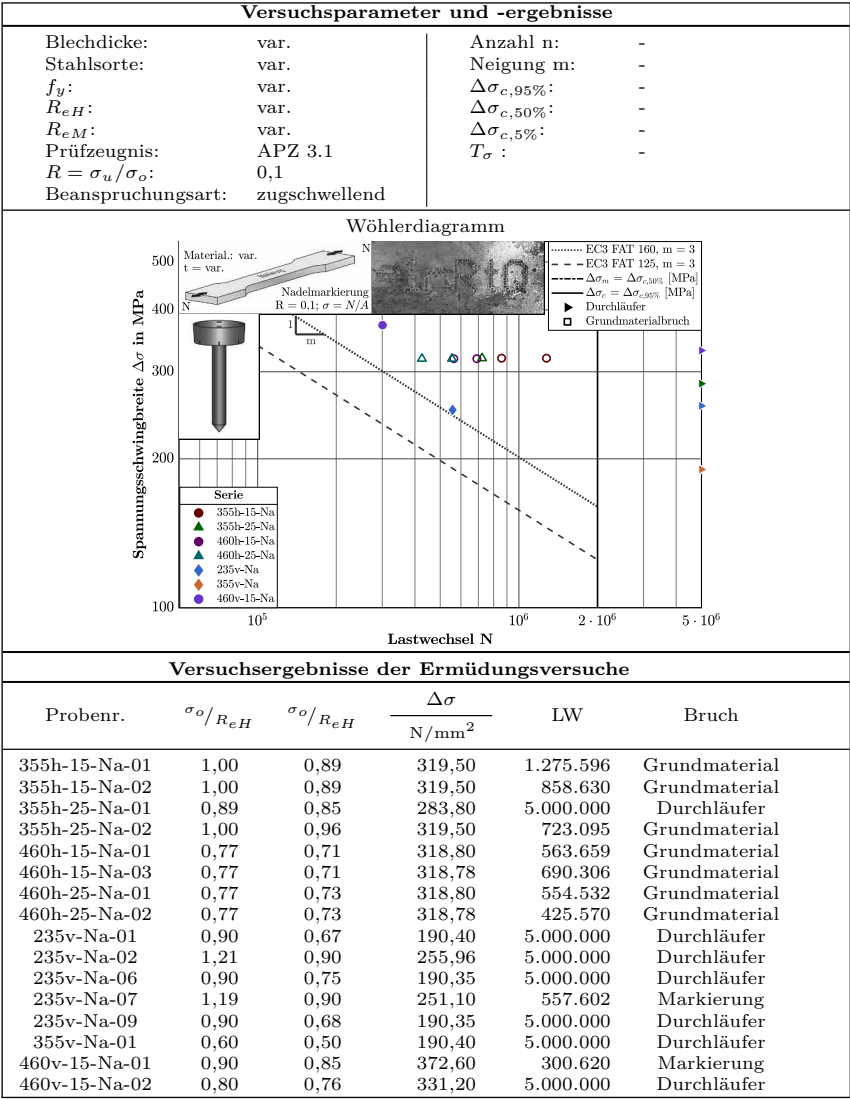 Versuchsparameter und -ergebnisse
Blechdicke: var. Anzahl n: -
Stahlsorte: var. Neigung m: -
f_y: var. Δσ_{c,95%}: -
R_{eH}: var. Δσ_{c,50%}: -
R_{eM}: var. Δσ_{c,5%}: -
Prüfzeugnis: APZ 3.1 T_σ : -
R = σ_u/σ_o: 0,1
Beanspruchungsart: zugschwellend
Wöhlerdiagramm
Material.: var.
t = var.
N
N
Nadelmarkierung
R = 0,1; σ = N/A
EC3 FAT 160, m = 3
EC3 FAT 125, m = 3
Δσ_m = Δσ_{c,50%} [MPa]
Δσ_c = Δσ_{c,95%} [MPa]
Durchläufer
Grundmaterialbruch
1
m
Spannungsschwingbreite Δσ in MPa
500
400
300
200
100
Serie
355h-15-Na
355h-25-Na
460h-15-Na
460h-25-Na
235v-Na
355v-Na
460v-15-Na
10^5 10^6 2 · 10^6 5 · 10^6
Lastwechsel N
Versuchsergebnisse der Ermüdungsversuche
Probenr. σ_o/R_{eH} σ_o/R_{eH} Δσ LW Bruch
N/mm^2
355h-15-Na-01 1,00 0,89 319,50 1.275.596 Grundmaterial
355h-15-Na-02 1,00 0,89 319,50 858.630 Grundmaterial
355h-25-Na-01 0,89 0,85 283,80 5.000.000 Durchläufer
355h-25-Na-02 1,00 0,96 319,50 723.095 Grundmaterial
460h-15-Na-01 0,77 0,71 318,80 563.659 Grundmaterial
460h-15-Na-03 0,77 0,71 318,78 690.306 Grundmaterial
460h-25-Na-01 0,77 0,73 318,80 554.532 Grundmaterial
460h-25-Na-02 0,77 0,73 318,78 425.570 Grundmaterial
235v-Na-01 0,90 0,67 190,40 5.000.000 Durchläufer
235v-Na-02 1,21 0,90 255,96 5.000.000 Durchläufer
235v-Na-06 0,90 0,75 190,35 5.000.000 Durchläufer
235v-Na-07 1,19 0,90 251,10 557.602 Markierung
235v-Na-09 0,90 0,68 190,35 5.000.000 Durchläufer
355v-Na-01 0,60 0,50 190,40 5.000.000 Durchläufer
460v-15-Na-01 0,90 0,85 372,60 300.620 Markierung
460v-15-Na-02 0,80 0,76 331,20 5.000.000 Durchläufer